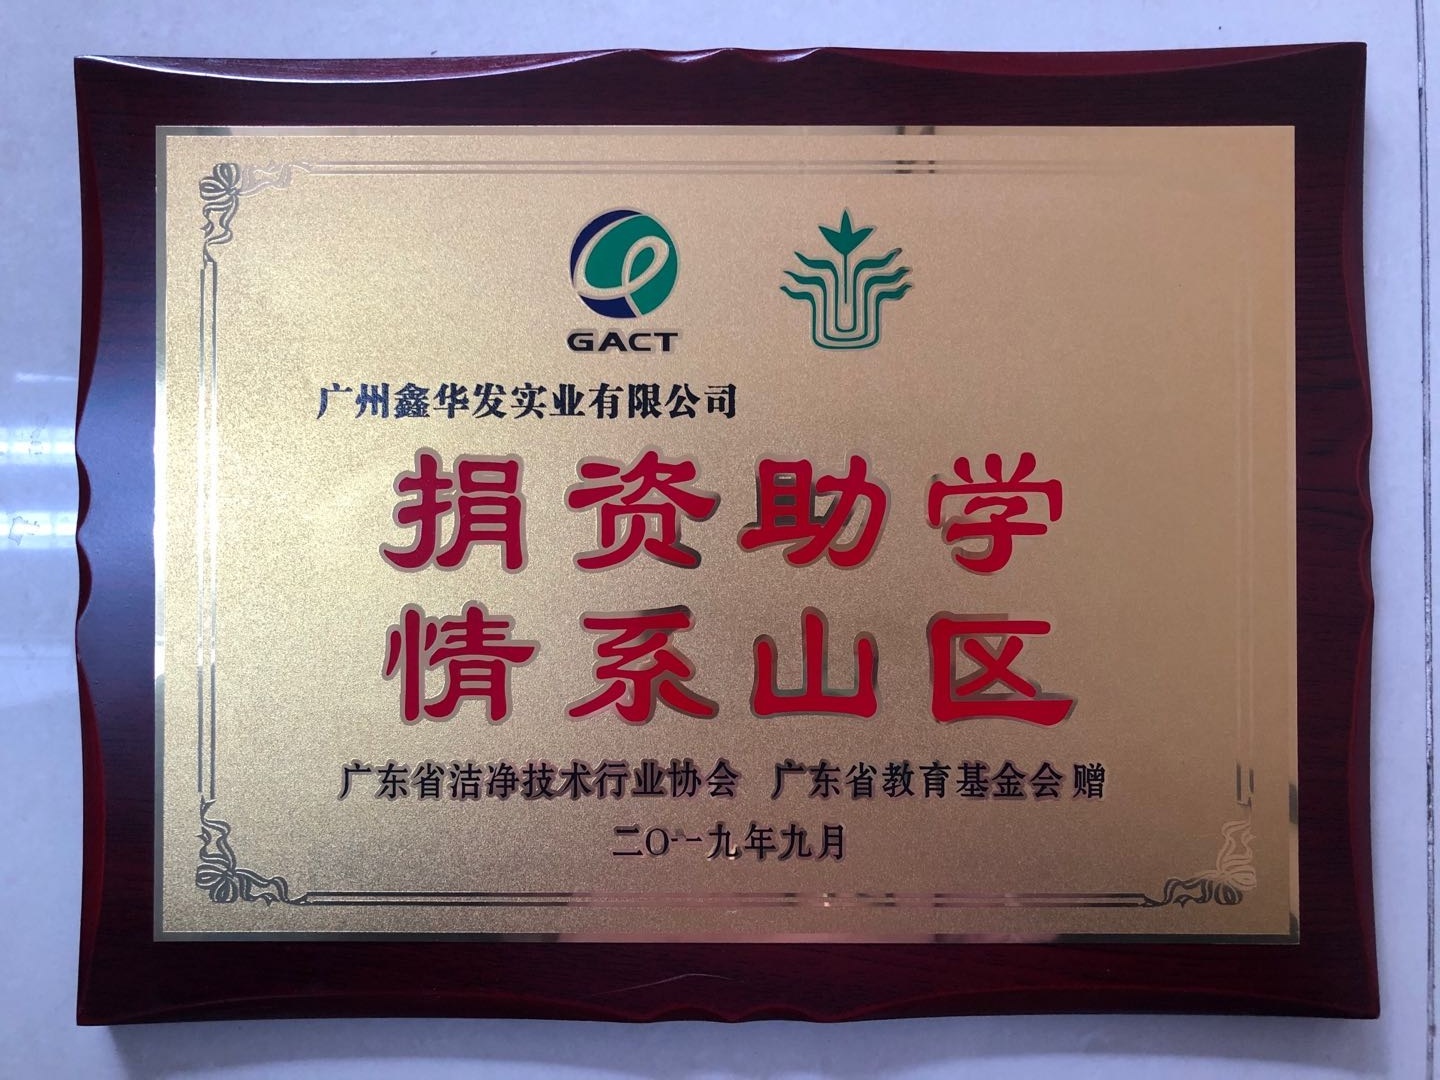 GACT
广州鑫华发实业有限公司
捐资助学
情系山区
广东省洁净技术行业协会 广东省教育基金会 赠
二〇一九年九月